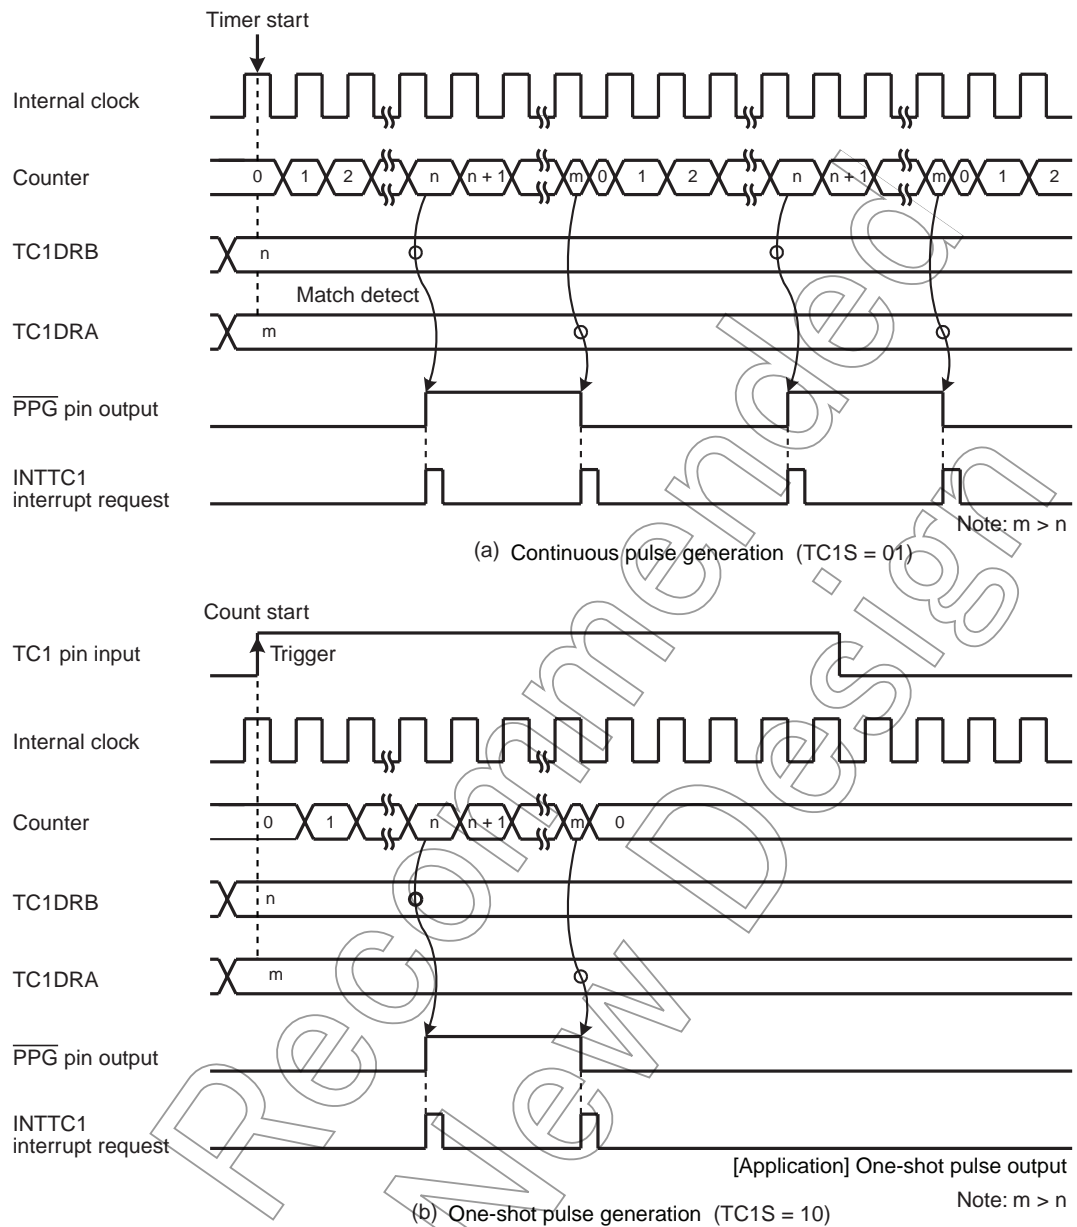 Timer start
Internal clock
Counter 0 1 2 n n + 1 m 0 1 2 n n + 1 m 0 1 2
TC1DRB n
Match detect
TC1DRA m
PPG pin output
INTTC1
interrupt request
Note: m > n
(a) Continuous pulse generation (TC1S = 01)
Count start
TC1 pin input Trigger
Internal clock
Counter 0 1 n n + 1 m 0
TC1DRB n
TC1DRA m
PPG pin output
INTTC1
interrupt request
[Application] One-shot pulse output
Note: m > n
(b) One-shot pulse generation (TC1S = 10)
Recommended
New Design